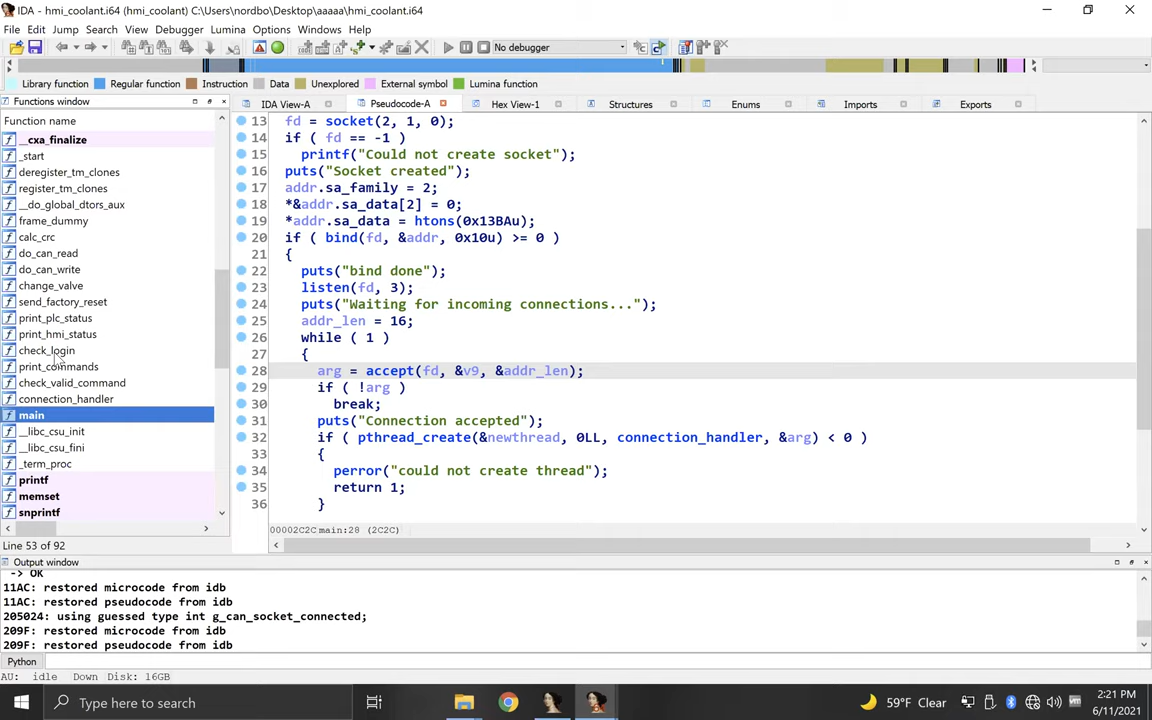 IDA - hmi_coolant.i64 (hmi_coolant) C:\Users\nordbo\Desktop\aaaaa\hmi_coolant.i64
File Edit Jump Search View Debugger Lumina Options Windows Help
No debugger
Library function Regular function Instruction Data Unexplored External symbol Lumina function
Functions window
Function name
__cxa_finalize
_start
deregister_tm_clones
register_tm_clones
__do_global_dtors_aux
frame_dummy
calc_crc
do_can_read
do_can_write
change_valve
send_factory_reset
print_plc_status
print_hmi_status
check_login
print_commands
check_valid_command
connection_handler
main
__libc_csu_init
__libc_csu_fini
_term_proc
printf
memset
snprintf
Line 53 of 92
IDA View-A Pseudocode-A Hex View-1 Structures Enums Imports Exports
13 fd = socket(2, 1, 0);
14 if ( fd == -1 )
15 printf("Could not create socket");
16 puts("Socket created");
17 addr.sa_family = 2;
18 *&addr.sa_data[2] = 0;
19 *addr.sa_data = htons(0x13BAu);
20 if ( bind(fd, &addr, 0x10u) >= 0 )
21 {
22 puts("bind done");
23 listen(fd, 3);
24 puts("Waiting for incoming connections...");
25 addr_len = 16;
26 while ( 1 )
27 {
28 arg = accept(fd, &v9, &addr_len);
29 if ( !arg )
30 break;
31 puts("Connection accepted");
32 if ( pthread_create(&newthread, 0LL, connection_handler, &arg) < 0 )
33 {
34 perror("could not create thread");
35 return 1;
36 }
00002C2C main:28 (2C2C)
Output window
-> OK
11AC: restored microcode from idb
11AC: restored pseudocode from idb
205024: using guessed type int g_can_socket_connected;
209F: restored microcode from idb
209F: restored pseudocode from idb
Python
AU: idle Down Disk: 16GB
Type here to search
59°F Clear
2:21 PM
6/11/2021